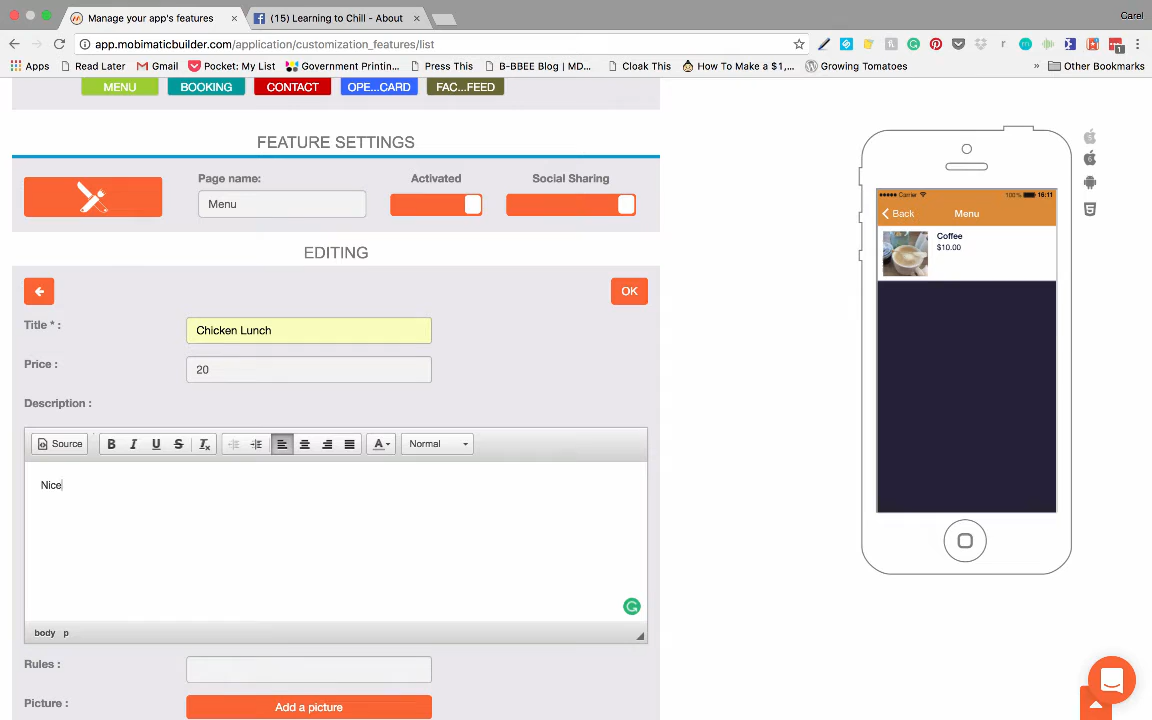 Manage your app's features
(15) Learning to Chill - About
Carel
app.mobimaticbuilder.com/application/customization_features/list
Apps
Read Later
Gmail
Pocket: My List
Government Printin...
Press This
B-BBEE Blog | MD...
Cloak This
How To Make a $1,...
Growing Tomatoes
»
Other Bookmarks
MENU
BOOKING
CONTACT
OPE...CARD
FAC...FEED
FEATURE SETTINGS
Page name:
Activated
Social Sharing
Menu
EDITING
OK
Title * :
Chicken Lunch
Price :
20
Description :
Source
B I U S Tx
A
Normal
Nice
body p
Rules :
Picture :
Add a picture
Carrier
100%
16:11
Back
Menu
Coffee
$10.00